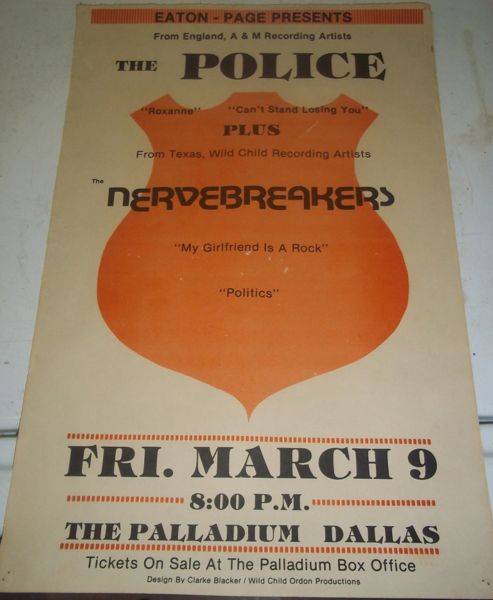 EATON - PAGE PRESENTS
From England, A & M Recording Artists
THE POLICE
"Roxanne" "Can't Stand Losing You"
PLUS
From Texas, Wild Child Recording Artists
The NERVEBREAKERS
"My Girlfriend Is A Rock"
"Politics"
FRI. MARCH 9
8:00 P.M.
THE PALLADIUM DALLAS
Tickets On Sale At The Palladium Box Office
Design By Clarke Blacker / Wild Child Ordon Productions